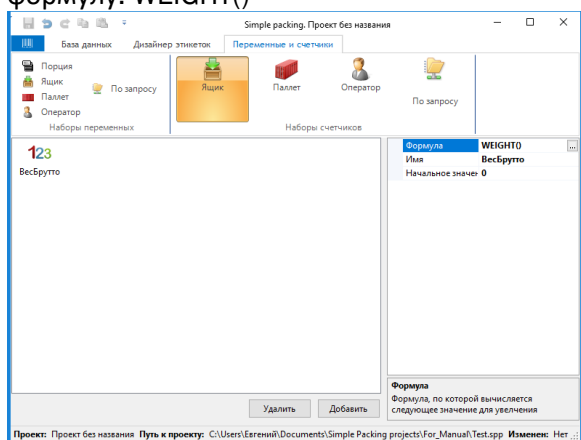 формулу: WEIGHT()
Simple packing. Проект без названия
База данных Дизайнер этикеток Переменные и счетчики
Порция
Ящик
Паллет
Оператор
По запросу
Наборы переменных
Ящик Паллет Оператор
По запросу
Наборы счетчиков
123
ВесБрутто
Формула WEIGHT() ...
Имя ВесБрутто
Начальное значен 0
Формула
Формула, по которой вычисляется
следующее значение для увелчения
Удалить Добавить
Проект: Проект без названия Путь к проекту: C:\Users\Евгений\Documents\Simple Packing projects\For_Manual\Test.spp Изменен: Нет